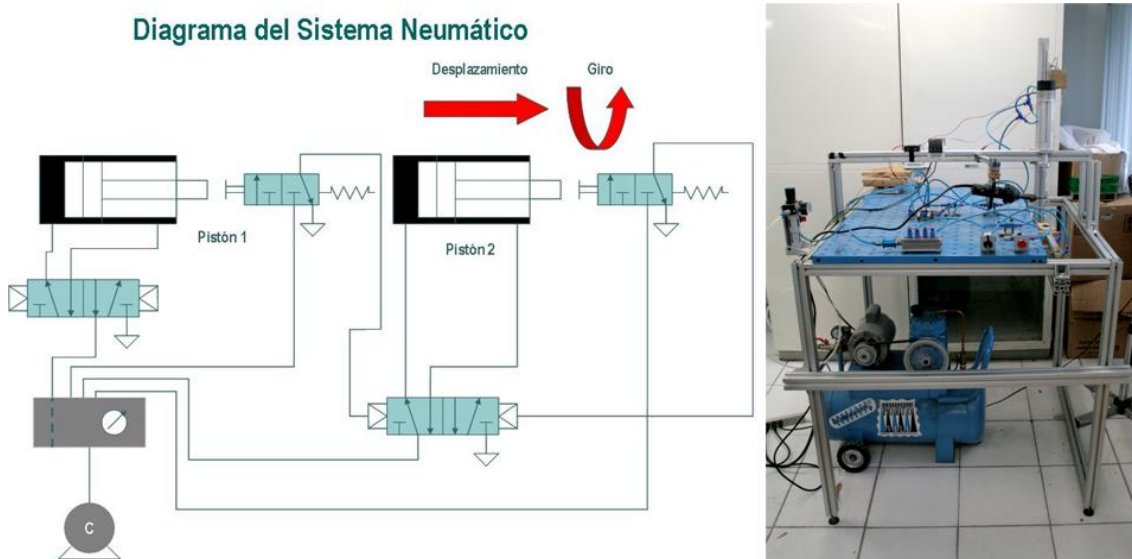 Diagrama del Sistema Neumático
Desplazamiento
Giro
Pistón 1
Pistón 2
C